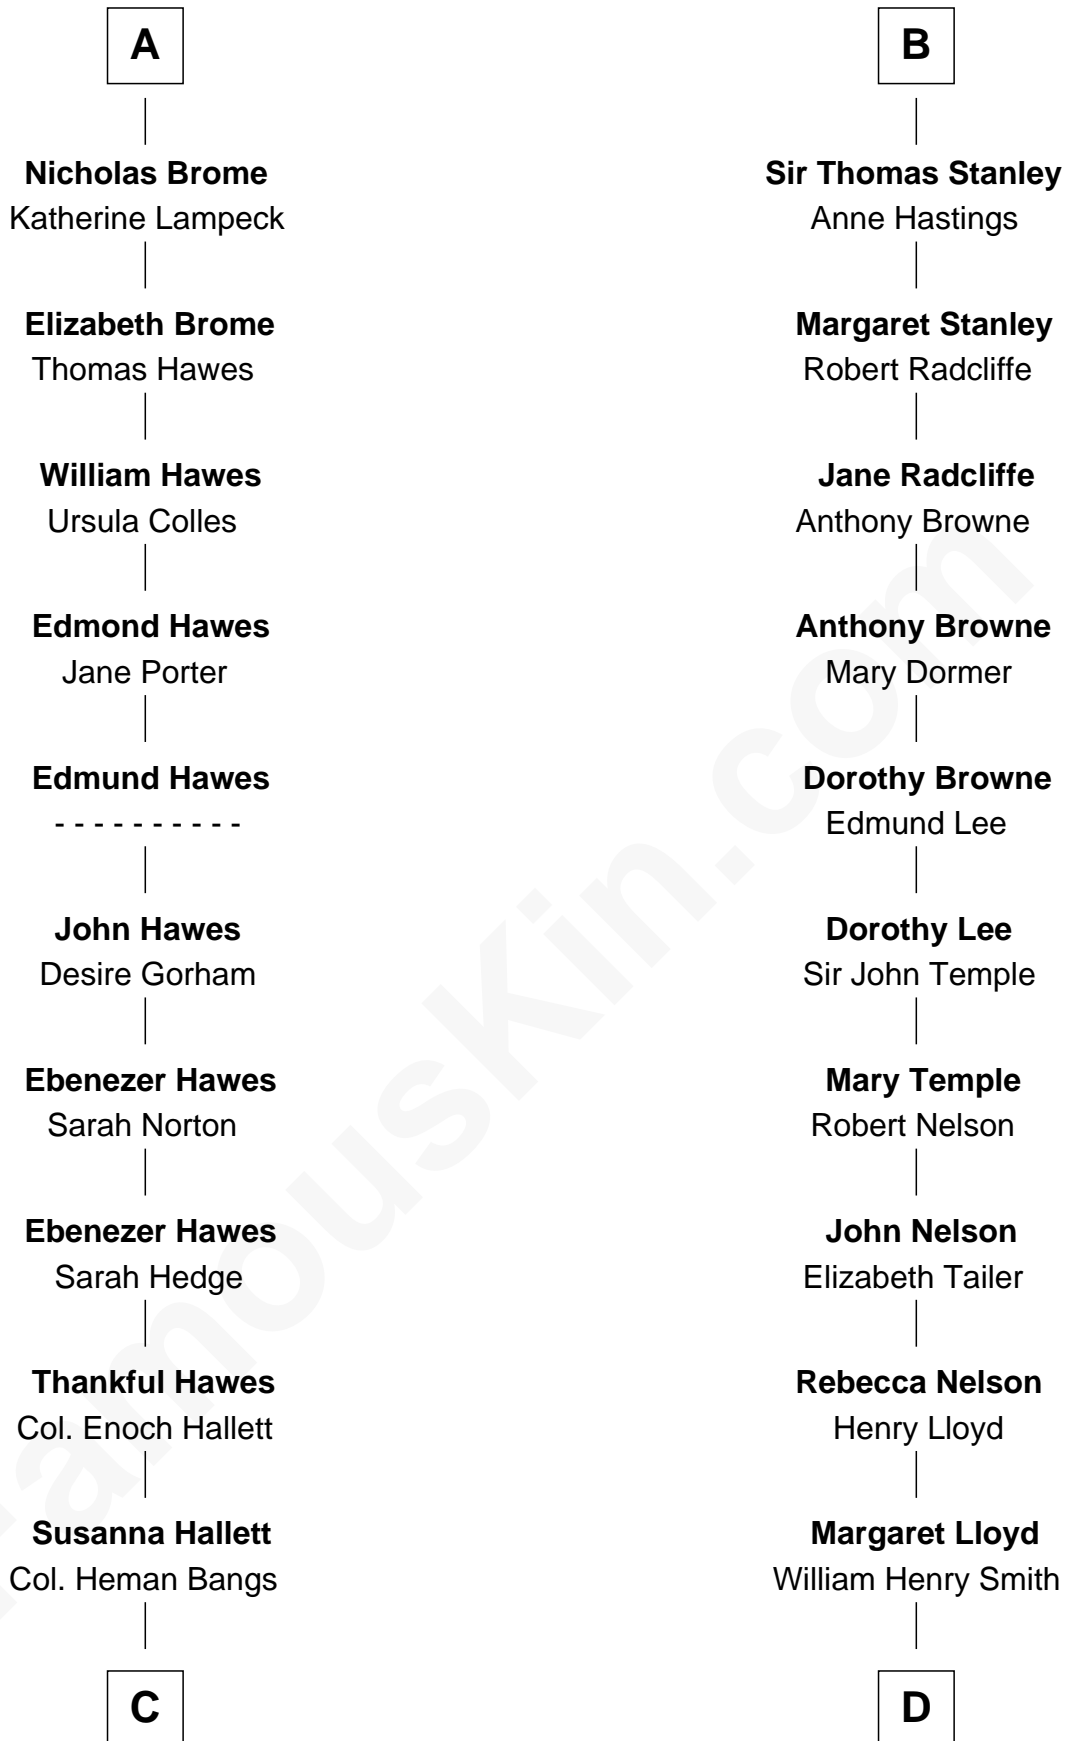 A
Nicholas Brome
Katherine Lampeck
Elizabeth Brome
Thomas Hawes
William Hawes
Ursula Colles
Edmond Hawes
Jane Porter
Edmund Hawes
- - - - - - - - - -
John Hawes
Desire Gorham
Ebenezer Hawes
Sarah Norton
Ebenezer Hawes
Sarah Hedge
Thankful Hawes
Col. Enoch Hallett
Susanna Hallett
Col. Heman Bangs
C
B
Sir Thomas Stanley
Anne Hastings
Margaret Stanley
Robert Radcliffe
Jane Radcliffe
Anthony Browne
Anthony Browne
Mary Dormer
Dorothy Browne
Edmund Lee
Dorothy Lee
Sir John Temple
Mary Temple
Robert Nelson
John Nelson
Elizabeth Tailer
Rebecca Nelson
Henry Lloyd
Margaret Lloyd
William Henry Smith
D
FamousKin.com